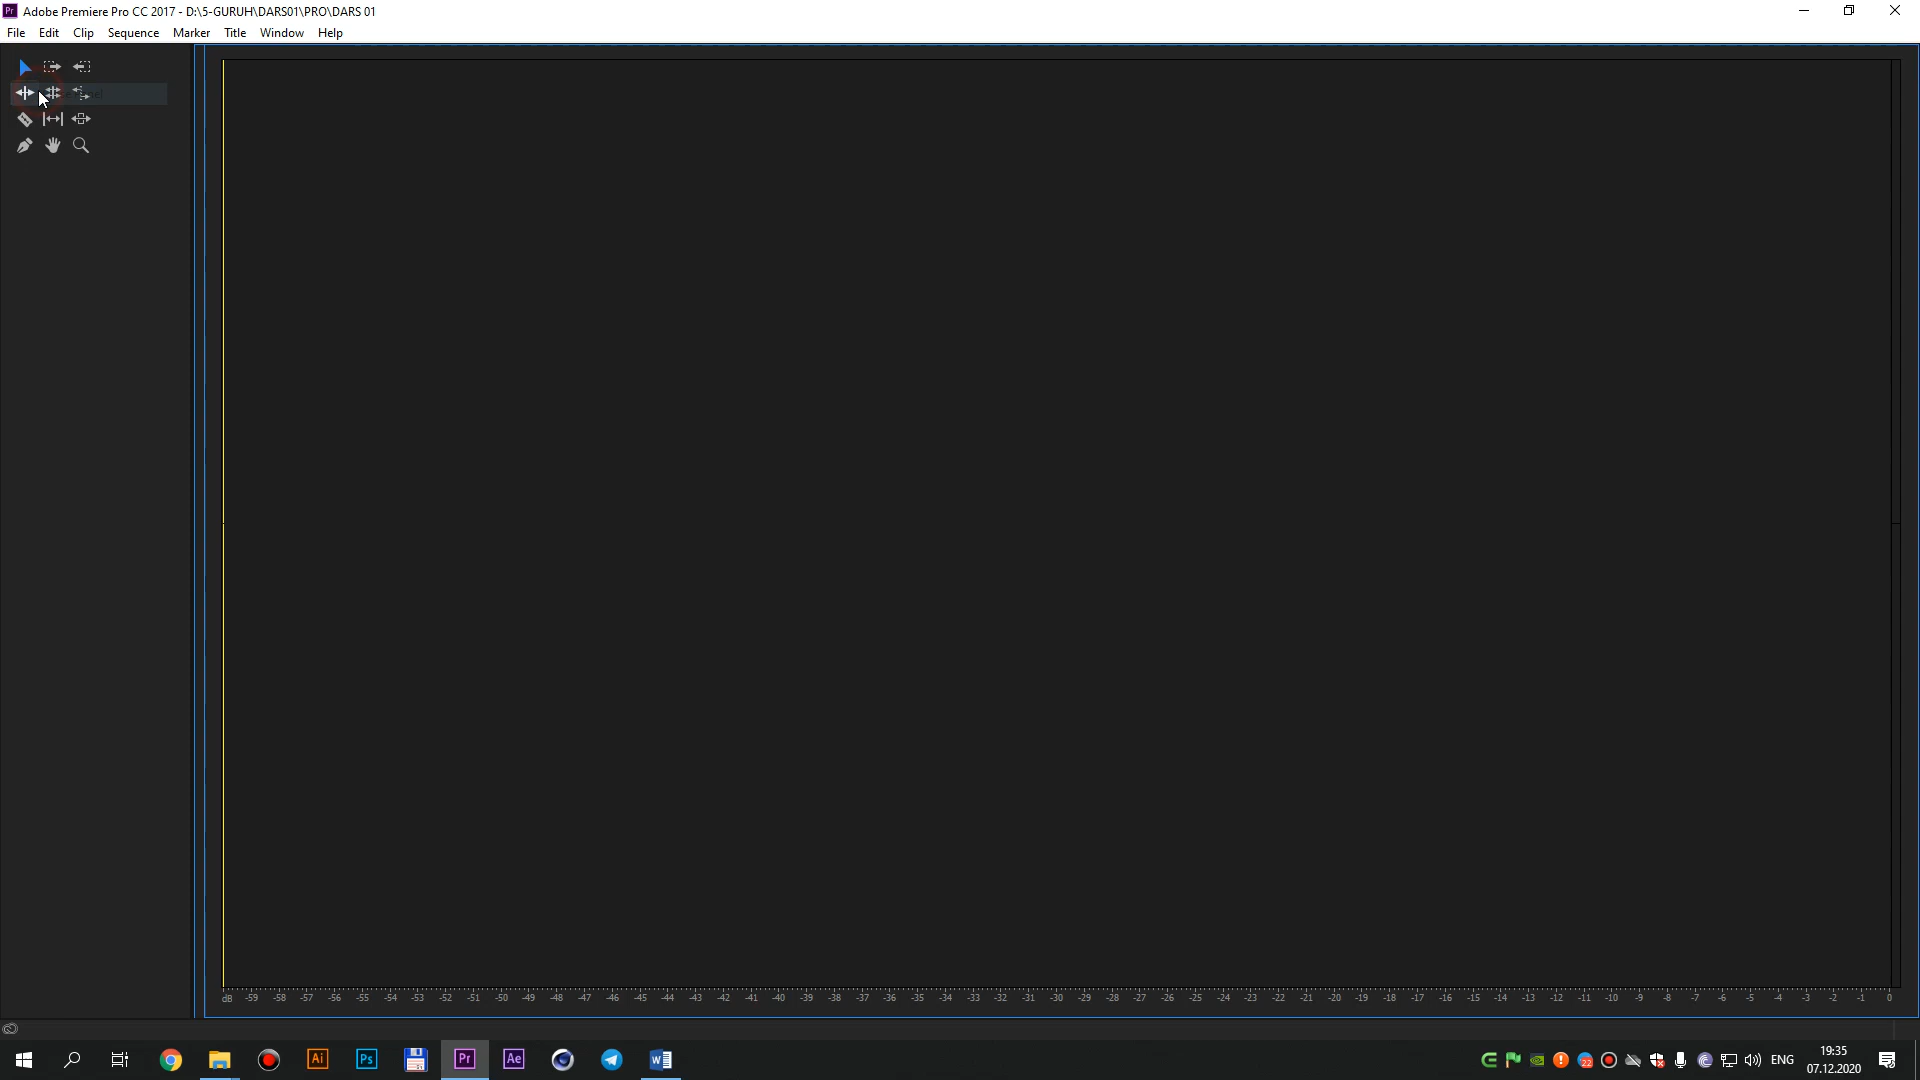 Pr Adobe Premiere Pro CC 2017 - D:\5-GURUH\DARS01\PRO\DARS 01
File Edit Clip Sequence Marker Title Window Help
dB -59 -58 -57 -56 -55 -54 -53 -52 -51 -50 -49 -48 -47 -46 -45 -44 -43 -42 -41 -40 -39 -38 -37 -36 -35 -34 -33 -32 -31 -30 -29 -28 -27 -26 -25 -24 -23 -22 -21 -20 -19 -18 -17 -16 -15 -14 -13 -12 -11 -10 -9 -8 -7 -6 -5 -4 -3 -2 -1 0
Ai Ps Pr Ae W 22 ENG 19:35
07.12.2020